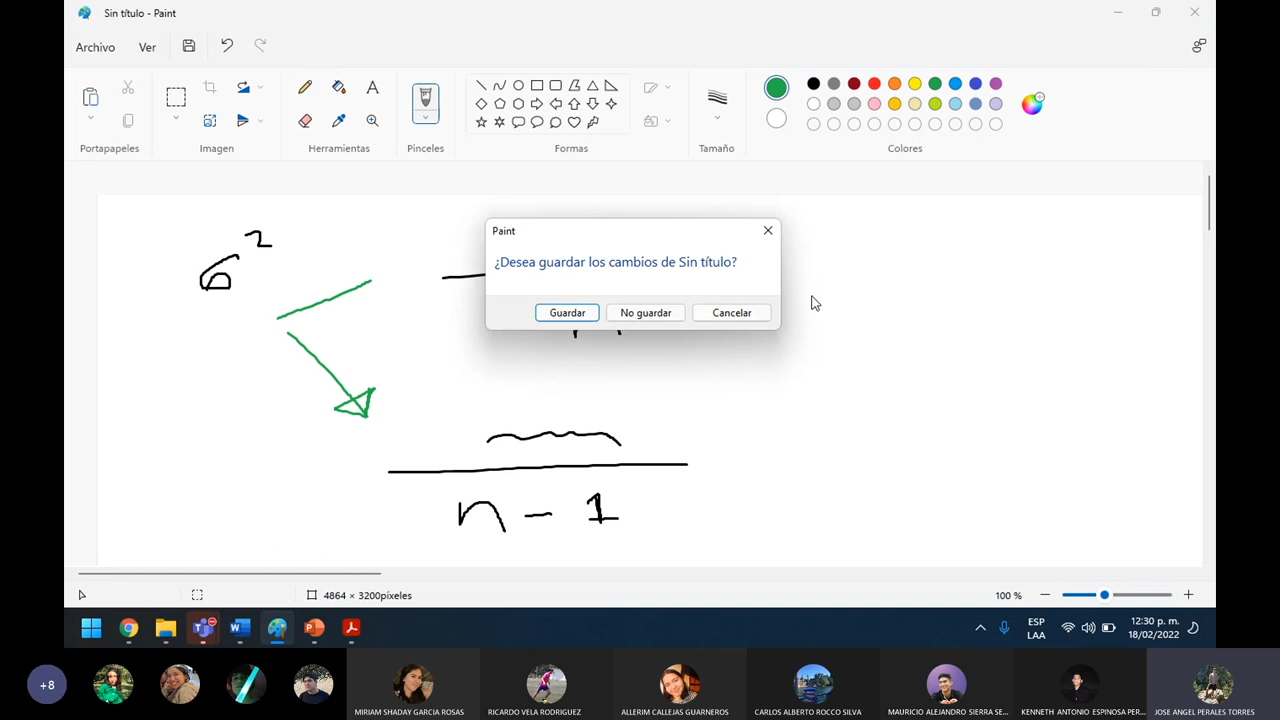 Sin título - Paint
Archivo Ver
Portapapeles Imagen Herramientas Pinceles Formas Tamaño Colores
σ²
Paint
¿Desea guardar los cambios de Sin título?
Guardar No guardar Cancelar
n - 1
4864 × 3200píxeles
100 %
ESP
LAA
12:30 p. m.
18/02/2022
+8
MIRIAM SHADAY GARCIA ROSAS
RICARDO VELA RODRIGUEZ
ALLERIM CALLEJAS GUARNEROS
CARLOS ALBERTO ROCCO SILVA
MAURICIO ALEJANDRO SIERRA SE...
KENNETH ANTONIO ESPINOSA PER...
JOSE ANGEL PERALES TORRES